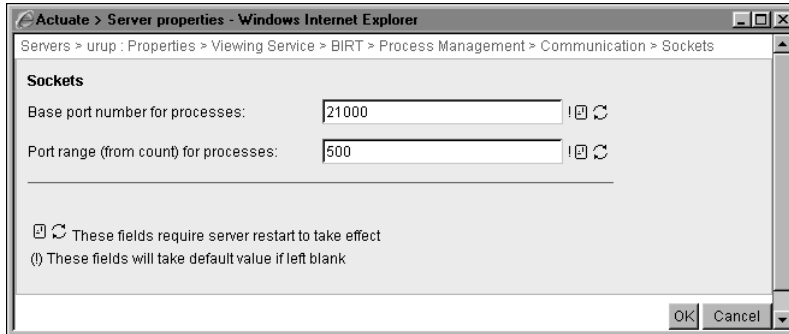 Actuate > Server properties - Windows Internet Explorer
Servers > urup : Properties > Viewing Service > BIRT > Process Management > Communication > Sockets
Sockets
Base port number for processes: 21000 !
Port range (from count) for processes: 500 !
These fields require server restart to take effect
(!) These fields will take default value if left blank
OK Cancel